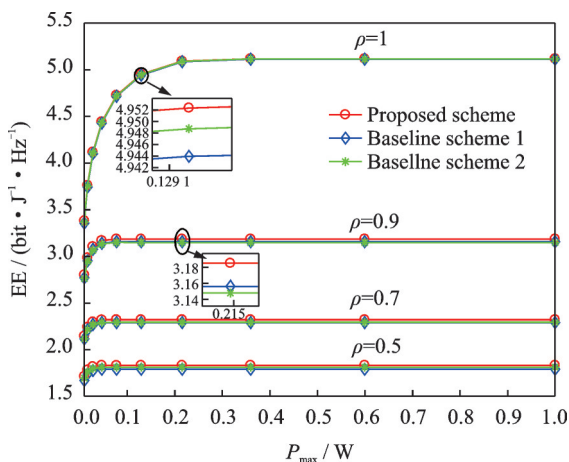 5.5
5.0
4.5
4.0
3.5
3.0
2.5
2.0
1.5
EE / (bit • J⁻¹ • Hz⁻¹)
ρ=1
4.952
4.950
4.948
4.946
4.944
4.942
0.129 1
Proposed scheme
Baseline scheme 1
Basellne scheme 2
ρ=0.9
3.18
3.16
3.14
0.215
ρ=0.7
ρ=0.5
0.0 0.1 0.2 0.3 0.4 0.5 0.6 0.7 0.8 0.9 1.0
P_max / W